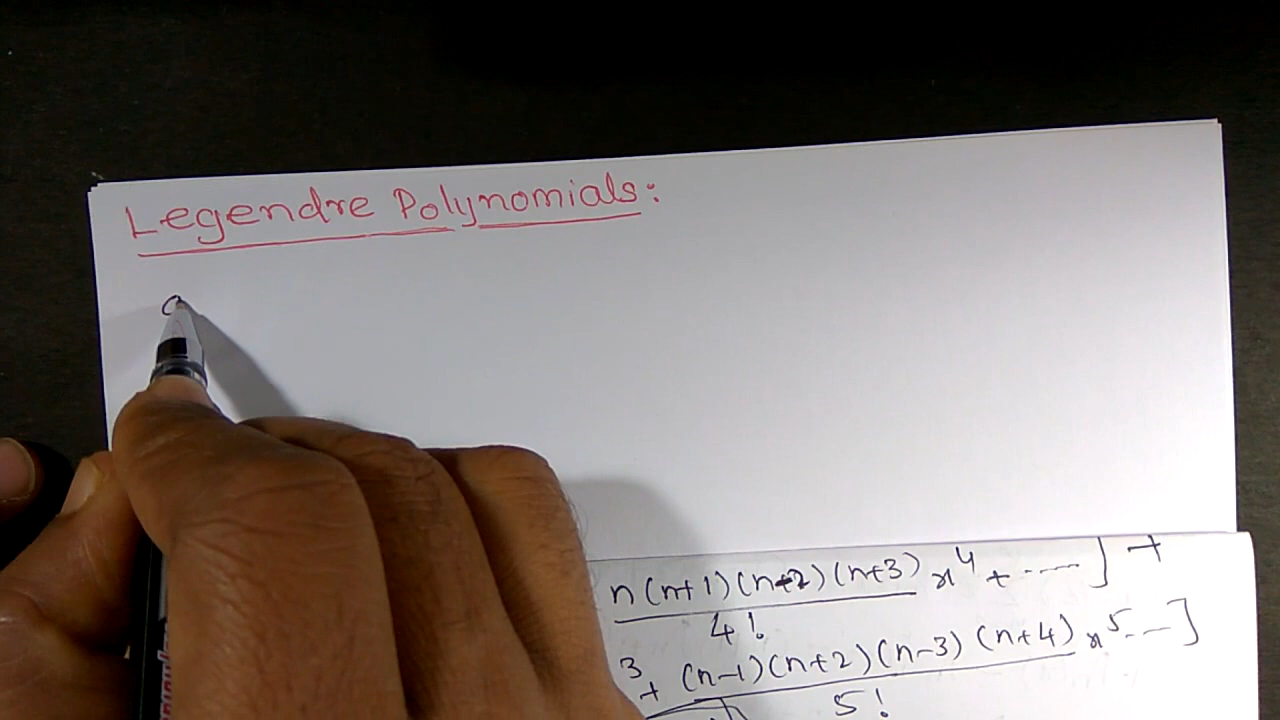 Legendre Polynomials:
n(n+1)(n-2)(n+3)/4! x⁴ + ----- ] +
³ + (n-1)(n+2)(n-3)(n+4)/5! x⁵ --- ]